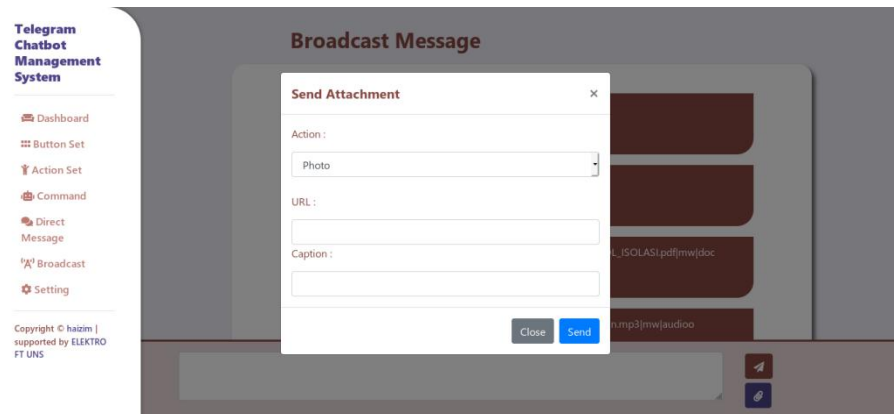 Telegram
Chatbot
Management
System
Dashboard
Button Set
Action Set
Command
Direct
Message
Broadcast
Setting
Copyright © haizim |
supported by ELEKTRO
FT UNS
Broadcast Message
Send Attachment
×
Action :
Photo
URL :
Caption :
Close
Send
L_ISOLASI.pdf|mw|doc
n.mp3|mw|audioo